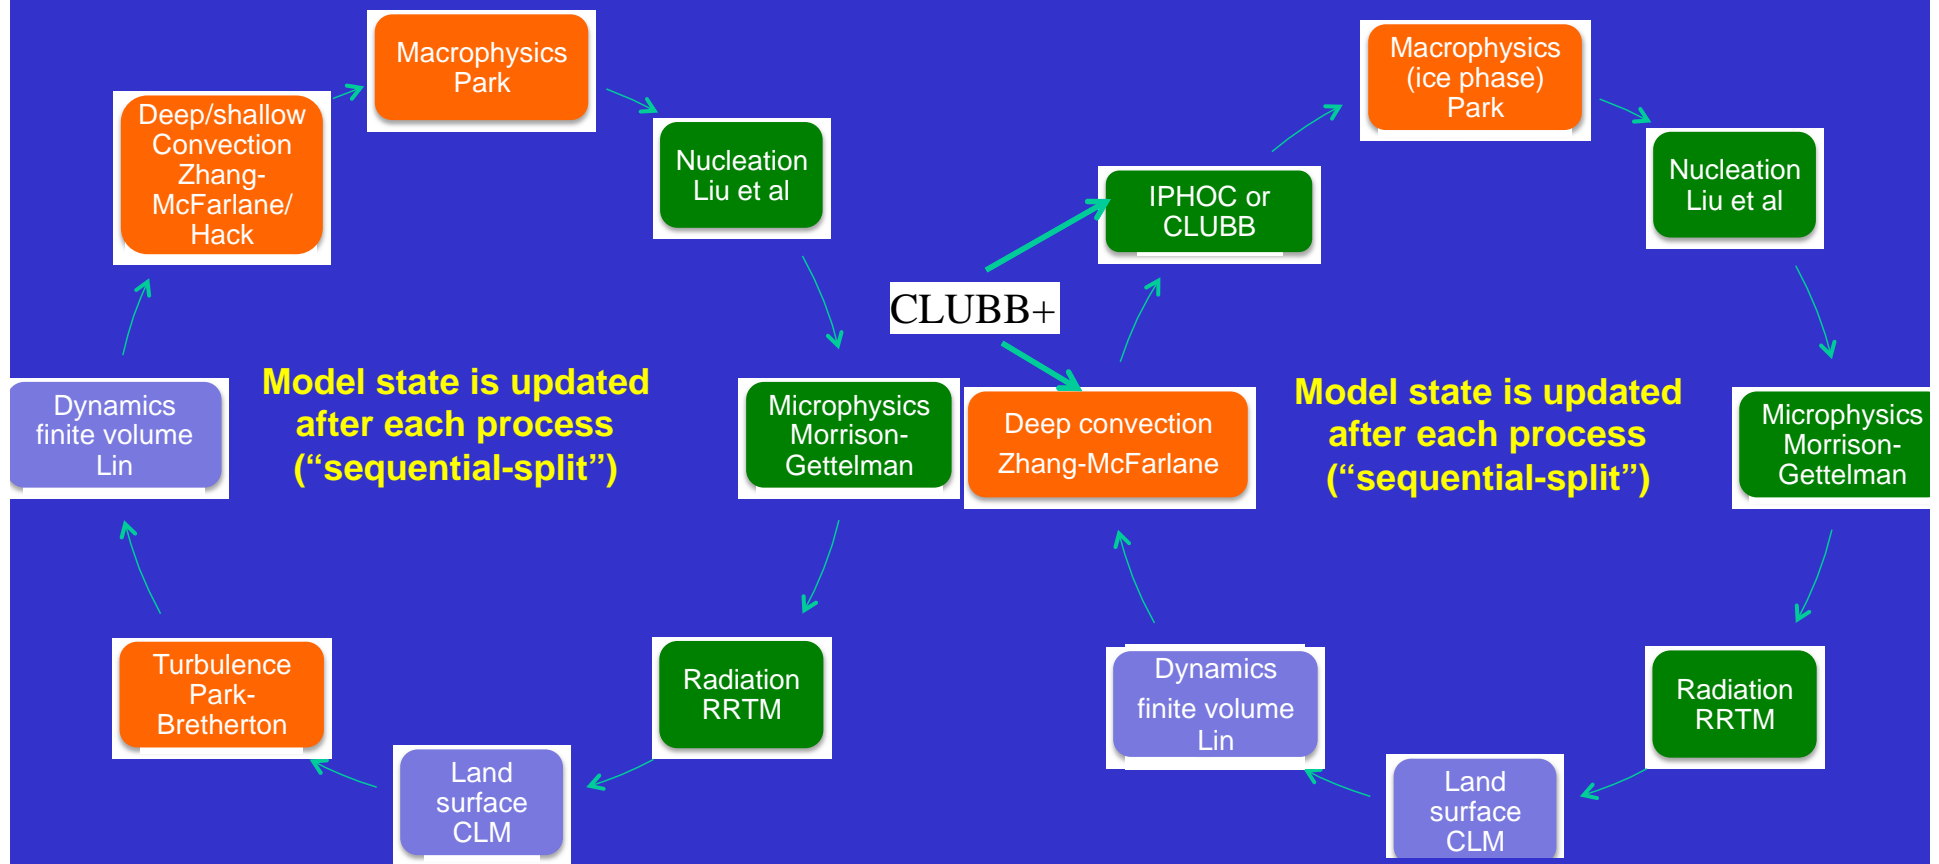 Macrophysics
Park
Deep/shallow
Convection
Zhang-
McFarlane/
Hack
Nucleation
Liu et al
Dynamics
finite volume
Lin
Model state is updated
after each process
(“sequential-split”)
Microphysics
Morrison-
Gettelman
Turbulence
Park-
Bretherton
Radiation
RRTM
Land
surface
CLM
Macrophysics
(ice phase)
Park
IPHOC or
CLUBB
Nucleation
Liu et al
CLUBB+
Deep convection
Zhang-McFarlane
Model state is updated
after each process
(“sequential-split”)
Microphysics
Morrison-
Gettelman
Dynamics
finite volume
Lin
Radiation
RRTM
Land
surface
CLM